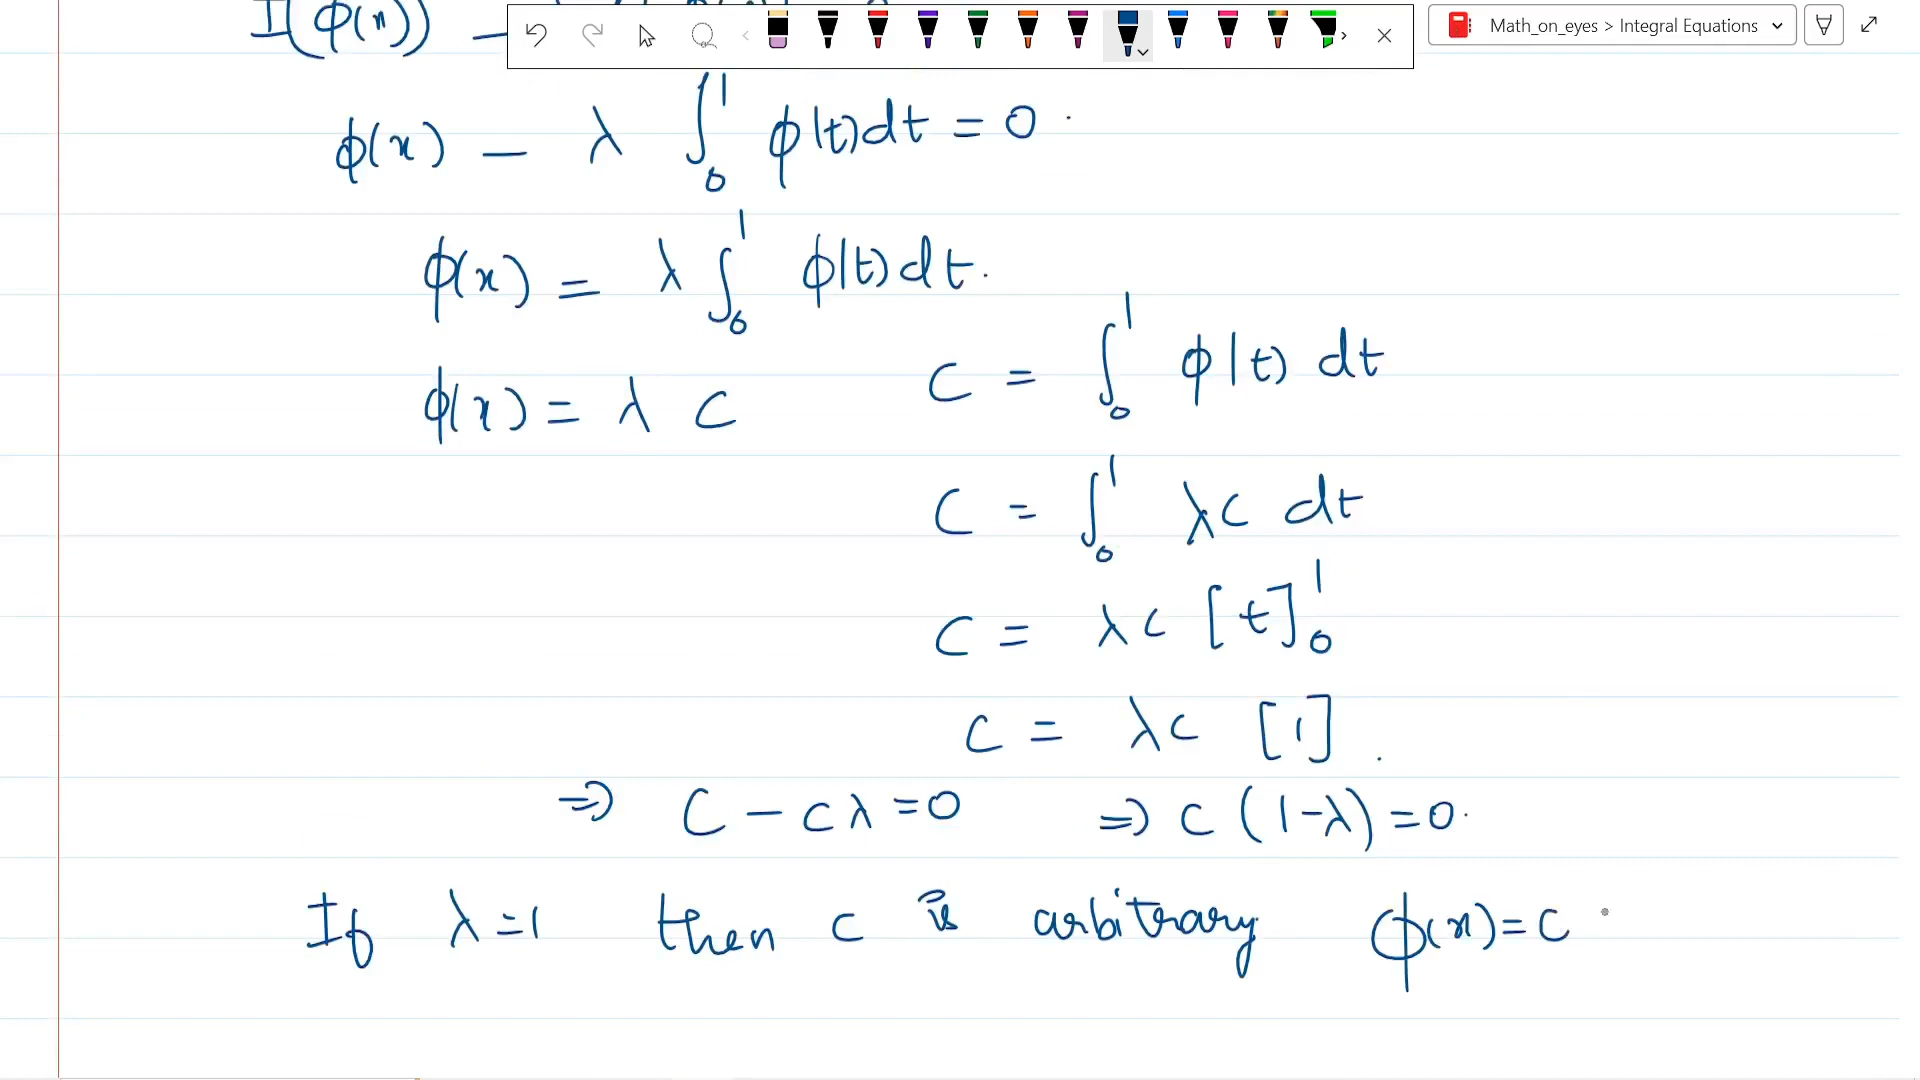 I(φ(x)) −
Math_on_eyes > Integral Equations
φ(x) − λ ∫₀¹ φ(t)dt = 0 .
φ(x) = λ ∫₀¹ φ(t)dt.
φ(x) = λ C
C = ∫₀¹ φ(t) dt
C = ∫₀¹ λc dt
C = λc [t]₀¹
C = λc [1] .
⇒ C − cλ = 0 ⇒ C (1−λ) = 0.
If λ = 1 then c is arbitrary φ(x) = C